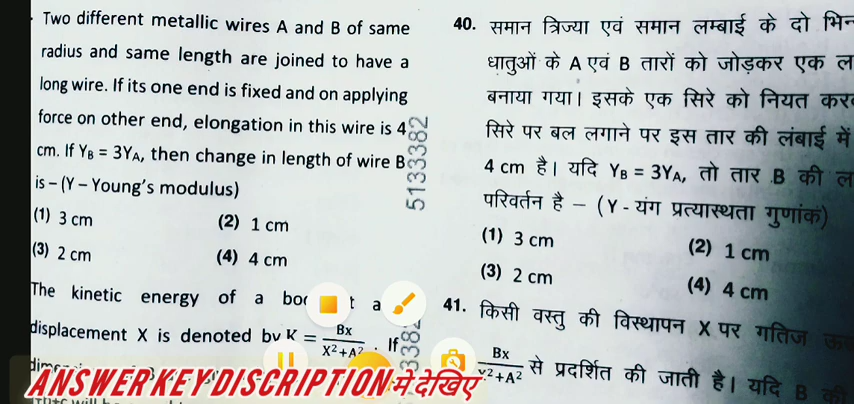 Two different metallic wires A and B of same
radius and same length are joined to have a
long wire. If its one end is fixed and on applying
force on other end, elongation in this wire is 4
cm. If YB = 3YA, then change in length of wire B
is – (Y – Young's modulus)
(1) 3 cm
(2) 1 cm
(3) 2 cm
(4) 4 cm
The kinetic energy of a
displacement X is denoted by K = Bx / X²+A² . If
5133382
40. समान त्रिज्या एवं समान लम्बाई के दो
धातुओं के A एवं B तारों को जोड़कर एक
बनाया गया। इसके एक सिरे को नियत
सिरे पर बल लगाने पर इस तार की लंबाई में
4 cm है। यदि YB = 3YA, तो तार B की
परिवर्तन है – (Y - यंग प्रत्यास्थता गुणांक)
(1) 3 cm
(2) 1 cm
(3) 2 cm
(4) 4 cm
41. किसी वस्तु की विस्थापन X पर गतिज
Bx / X²+A² से प्रदर्शित की जाती है। यदि B की
ANSWER KEY DISCRIPTION में देखिए